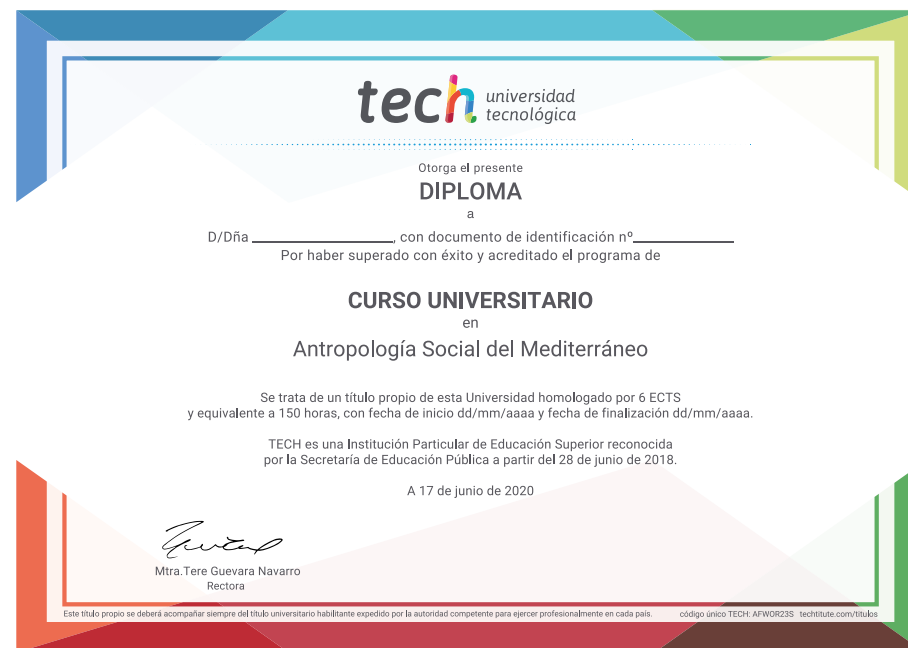 tech universidad
tecnológica
Otorga el presente
DIPLOMA
a
D/Dña ____________, con documento de identificación nº____________
Por haber superado con éxito y acreditado el programa de
CURSO UNIVERSITARIO
en
Antropología Social del Mediterráneo
Se trata de un título propio de esta Universidad homologado por 6 ECTS
y equivalente a 150 horas, con fecha de inicio dd/mm/aaaa y fecha de finalización dd/mm/aaaa.
TECH es una Institución Particular de Educación Superior reconocida
por la Secretaría de Educación Pública a partir del 28 de junio de 2018.
A 17 de junio de 2020
Mtra.Tere Guevara Navarro
Rectora
Este título propio se deberá acompañar siempre del título universitario habilitante expedido por la autoridad competente para ejercer profesionalmente en cada país. código único TECH: AFWOR23S techtitute.com/titulos